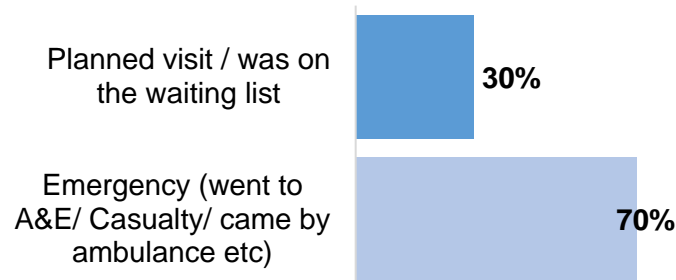 Planned visit / was on
the waiting list
30%
Emergency (went to
A&E/ Casualty/ came by
ambulance etc)
70%